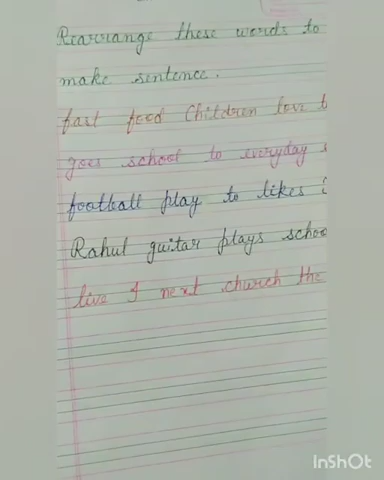 Rearrange these words to
make sentence.
fast food Children love
goes school to everyday
football play to likes
Rahul guitar plays schoo
live I next church the
InShOt